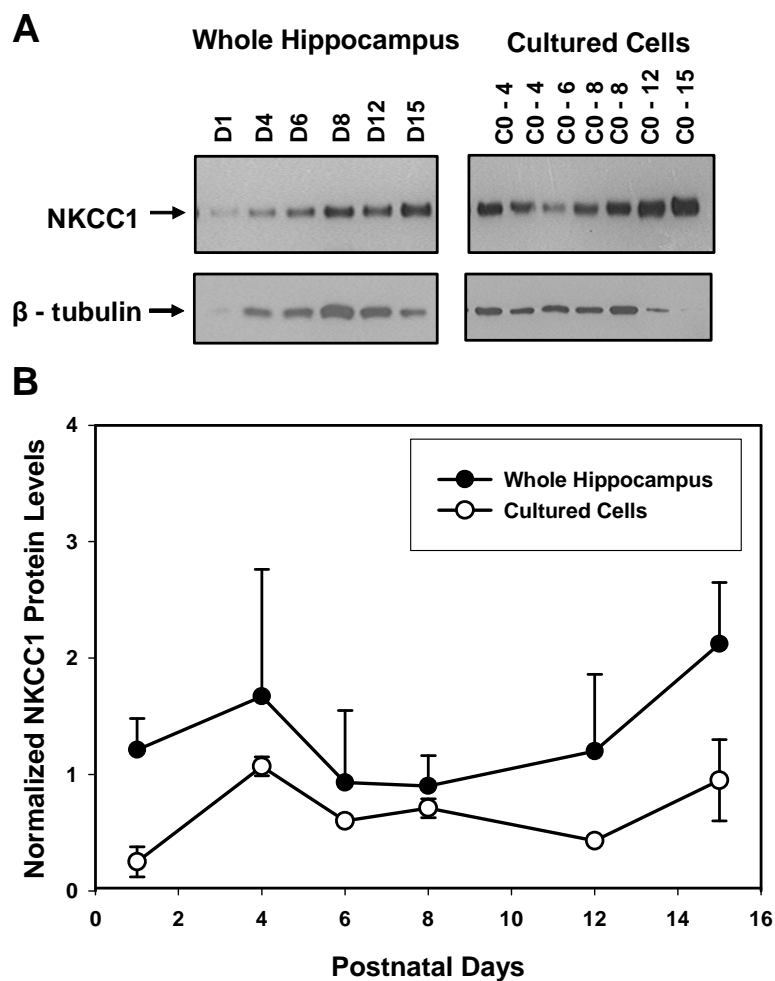 A
Whole Hippocampus
Cultured Cells
D1
D4
D6
D8
D12
D15
C0 - 4
C0 - 4
C0 - 6
C0 - 8
C0 - 8
C0 - 12
C0 - 15
NKCC1
β - tubulin
B
Normalized NKCC1 Protein Levels
4
3
2
1
0
Whole Hippocampus
Cultured Cells
0 2 4 6 8 10 12 14 16
Postnatal Days